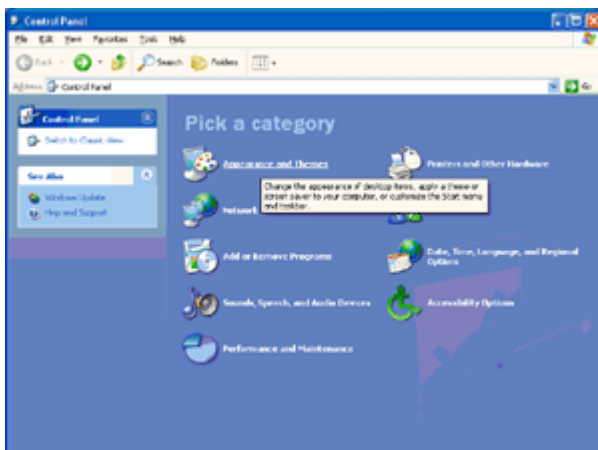 Control Panel
File Edit View Favorites Tools Help
Back Search Folders
Address Control Panel Go
Control Panel
Switch to Classic View
See Also
Windows Update
Help and Support
Pick a category
Appearance and Themes
Printers and Other Hardware
Change the appearance of desktop items, apply a theme or
screen saver to your computer, or customize the Start menu
and taskbar.
Network
Add or Remove Programs
Date, Time, Language, and Regional
Options
Sounds, Speech, and Audio Devices
Accessibility Options
Performance and Maintenance